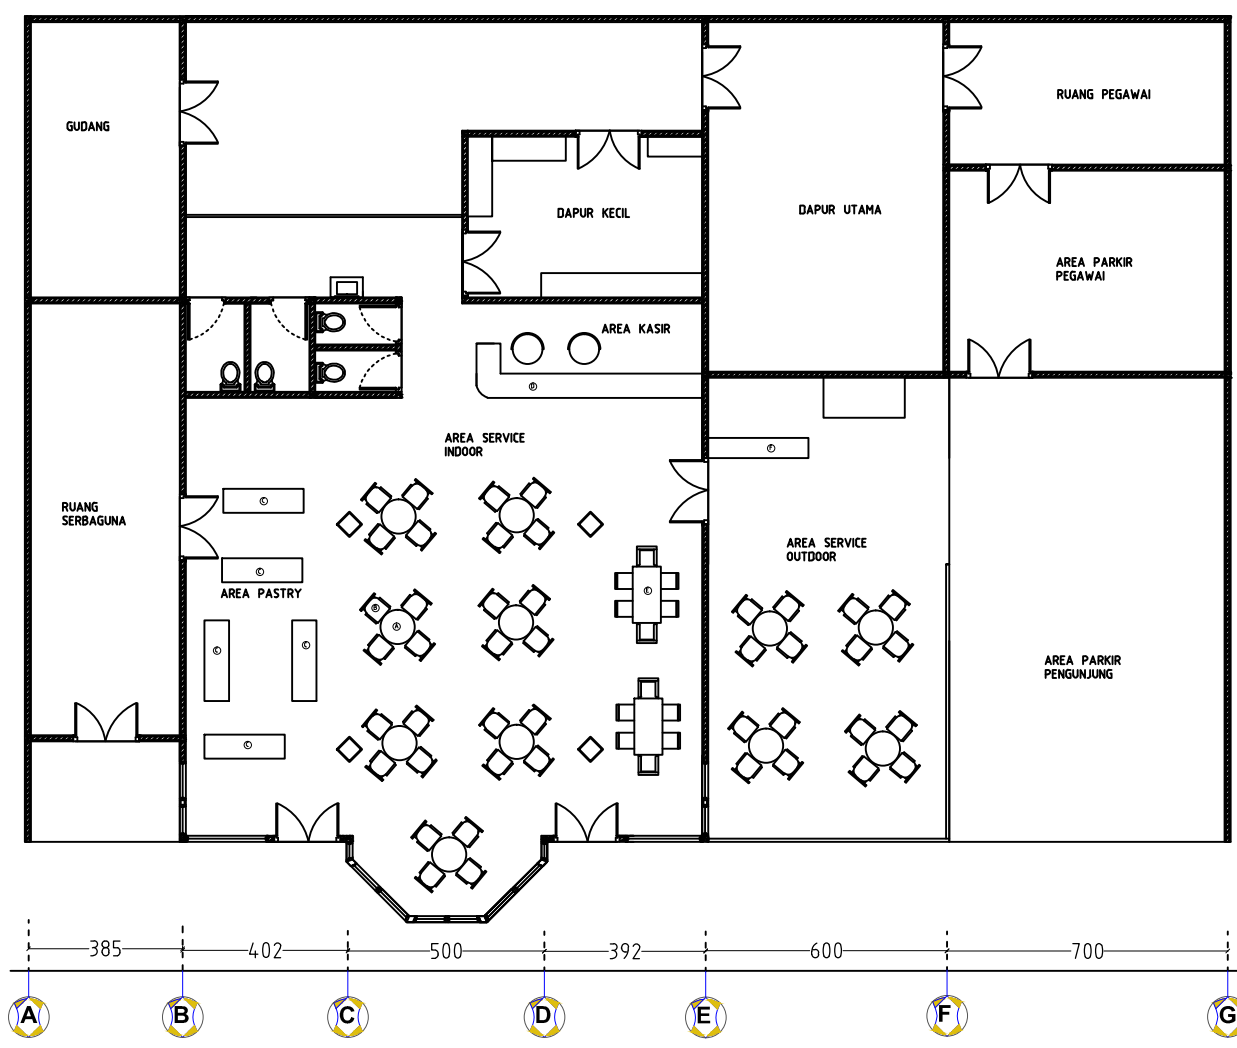 RUANG PEGAWAI
GUDANG
DAPUR KECIL
DAPUR UTAMA
AREA PARKIR
PEGAWAI
AREA KASIR
D
AREA SERVICE
INDOOR
F
C
RUANG
SERBAGUNA
AREA SERVICE
OUTDOOR
C
AREA PASTRY
E
B
A
C
C
AREA PARKIR
PENGUNJUNG
C
385
402
500
392
600
700
A
B
C
D
E
F
G